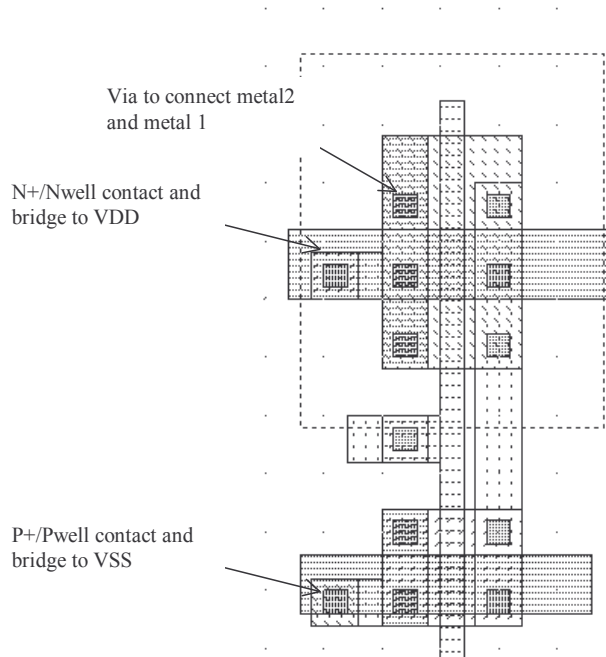 Via to connect metal2
and metal 1
N+/Nwell contact and
bridge to VDD
P+/Pwell contact and
bridge to VSS